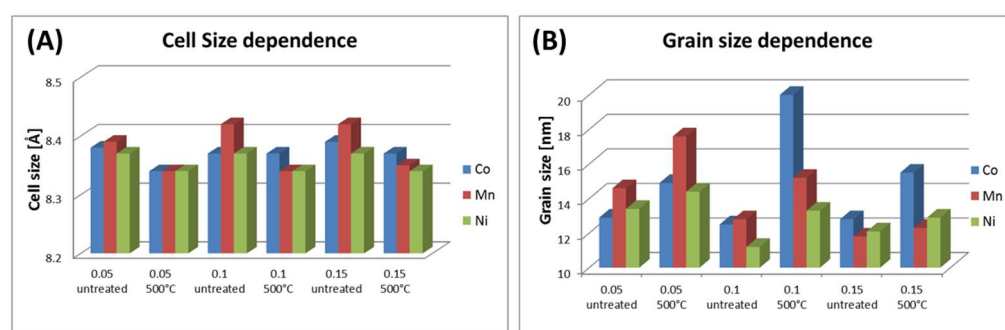 (A)
Cell Size dependence
8.5
8.4
8.3
8.2
Cell size [Å]
0.05 0.05 0.1 0.1 0.15 0.15
untreated 500°C untreated 500°C untreated 500°C
Co
Mn
Ni
(B)
Grain size dependence
20
18
16
14
12
10
Grain size [nm]
0.05 0.05 0.1 0.1 0.15 0.15
untreated 500°C untreated 500°C untreated 500°C
Co
Mn
Ni